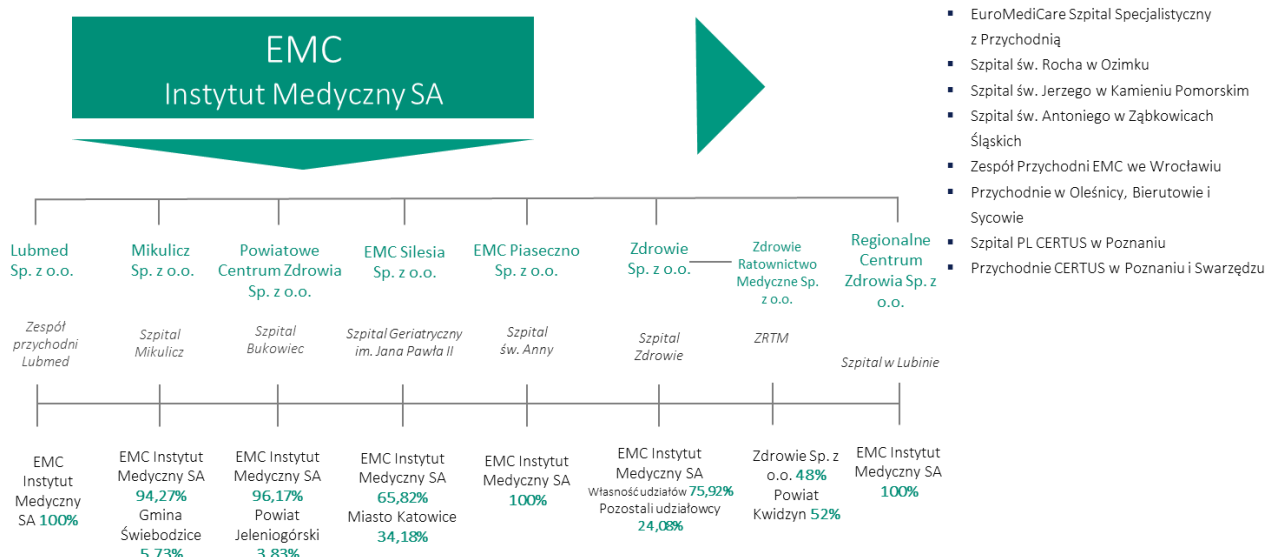 EMC
Instytut Medyczny SA
▪ EuroMediCare Szpital Specjalistyczny
z Przychodnią
▪ Szpital św. Rocha w Ozimku
▪ Szpital św. Jerzego w Kamieniu Pomorskim
▪ Szpital św. Antoniego w Ząbkowicach
Śląskich
▪ Zespół Przychodni EMC we Wrocławiu
▪ Przychodnie w Oleśnicy, Bierutowie i
Sycowie
▪ Szpital PL CERTUS w Poznaniu
▪ Przychodnie CERTUS w Poznaniu i Swarzędzu
Lubmed
Sp. z o.o.
Mikulicz
Sp. z o.o.
Powiatowe
Centrum Zdrowia
Sp. z o.o.
EMC Silesia
Sp. z o.o.
EMC Piaseczno
Sp. z o.o.
Zdrowie
Sp. z o.o.
Zdrowie
Ratownictwo
Medyczne Sp.
z o.o.
Regionalne
Centrum
Zdrowia Sp. z
o.o.
Zespół
przychodni
Lubmed
Szpital
Mikulicz
Szpital
Bukowiec
Szpital Geriatryczny
im. Jana Pawła II
Szpital
św. Anny
Szpital
Zdrowie
ZRTM
Szpital w Lubinie
EMC
Instytut
Medyczny
SA 100%
EMC Instytut
Medyczny SA
94,27%
Gmina
Świebodzice
5,73%
EMC Instytut
Medyczny SA
96,17%
Powiat
Jeleniogórski
3,83%
EMC Instytut
Medyczny SA
65,82%
Miasto Katowice
34,18%
EMC Instytut
Medyczny SA
100%
EMC Instytut
Medyczny SA
Własność udziałów 75,92%
Pozostali udziałowcy
24,08%
Zdrowie Sp. z
o.o. 48%
Powiat
Kwidzyn 52%
EMC Instytut
Medyczny SA
100%